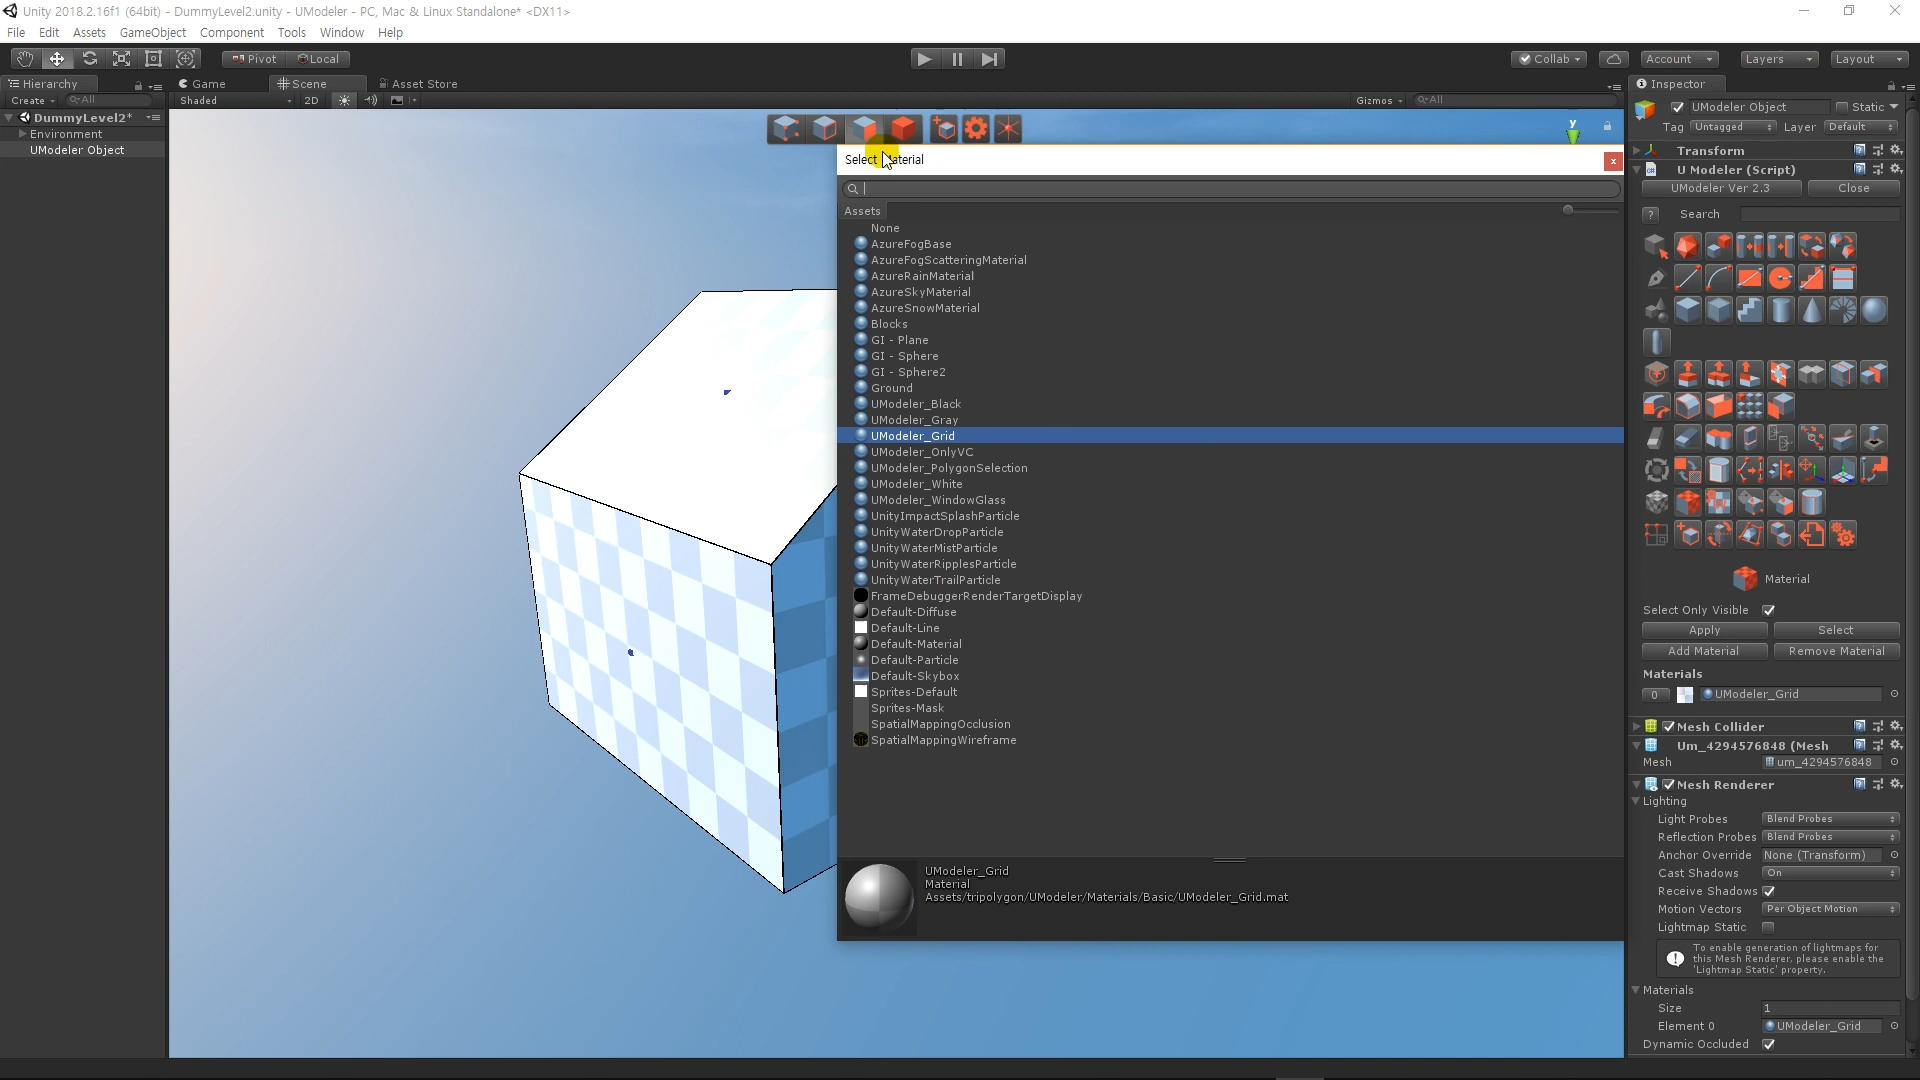 Unity 2018.2.16f1 (64bit) - DummyLevel2.unity - UModeler - PC, Mac & Linux Standalone* <DX11>
File Edit Assets GameObject Component Tools Window Help
Pivot Local Collab Account Layers Layout
Hierarchy Game Scene Asset Store Inspector
Create All Shaded 2D Gizmos All
DummyLevel2*
Environment
UModeler Object
y
UModeler Object Static
Tag Untagged Layer Default
Transform
U Modeler (Script)
UModeler Ver 2.3 Close
? Search
Select Material
x
Assets
None
AzureFogBase
AzureFogScatteringMaterial
AzureRainMaterial
AzureSkyMaterial
AzureSnowMaterial
Blocks
GI - Plane
GI - Sphere
GI - Sphere2
Ground
UModeler_Black
UModeler_Gray
UModeler_Grid
UModeler_OnlyVC
UModeler_PolygonSelection
UModeler_White
UModeler_WindowGlass
UnityImpactSplashParticle
UnityWaterDropParticle
UnityWaterMistParticle
UnityWaterRipplesParticle
UnityWaterTrailParticle
FrameDebuggerRenderTargetDisplay
Default-Diffuse
Default-Line
Default-Material
Default-Particle
Default-Skybox
Sprites-Default
Sprites-Mask
SpatialMappingOcclusion
SpatialMappingWireframe
UModeler_Grid
Material
Assets/tripolygon/UModeler/Materials/Basic/UModeler_Grid.mat
Material
Select Only Visible
Apply Select
Add Material Remove Material
Materials
0 UModeler_Grid
Mesh Collider
Um_4294576848 (Mesh
Mesh um_4294576848
Mesh Renderer
Lighting
Light Probes Blend Probes
Reflection Probes Blend Probes
Anchor Override None (Transform)
Cast Shadows On
Receive Shadows
Motion Vectors Per Object Motion
Lightmap Static
To enable generation of lightmaps for
this Mesh Renderer, please enable the
'Lightmap Static' property.
Materials
Size 1
Element 0 UModeler_Grid
Dynamic Occluded